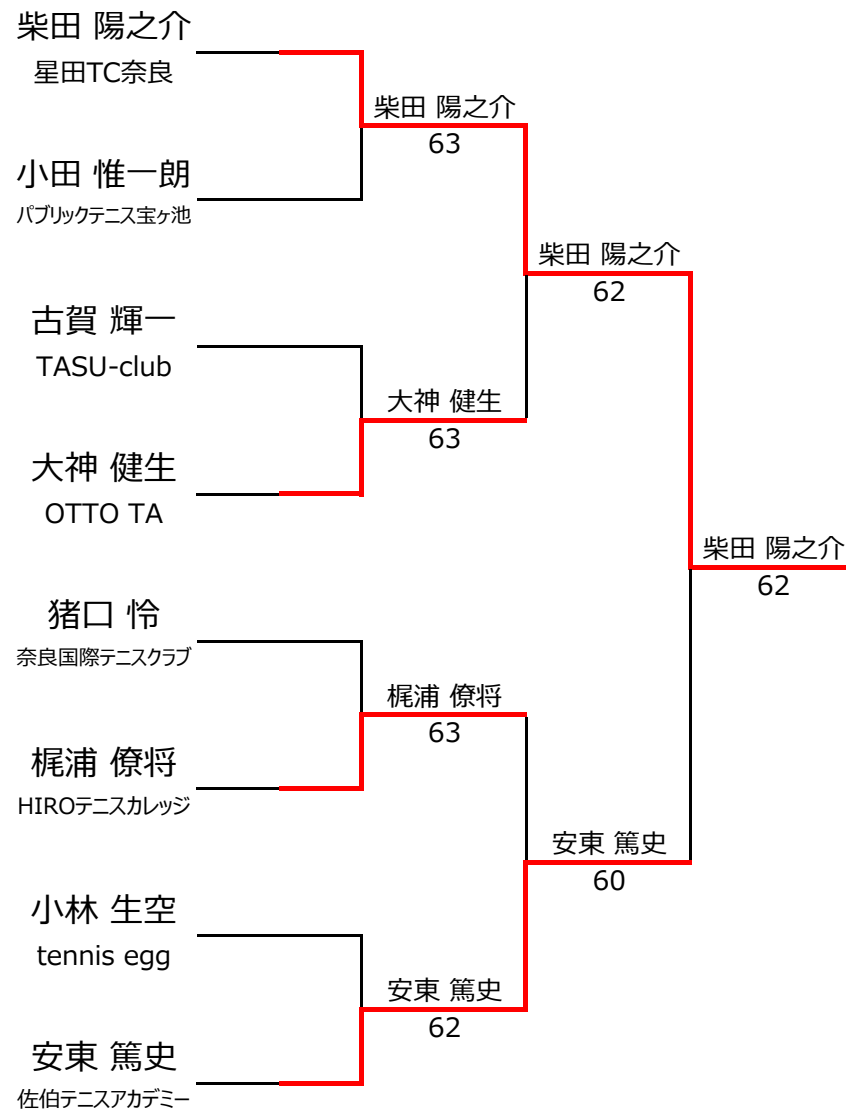 柴田 陽之介
星田TC奈良
小田 惟一朗
パブリックテニス宝ヶ池
古賀 輝一
TASU-club
大神 健生
OTTO TA
猪口 怜
奈良国際テニスクラブ
梶浦 僚将
HIROテニスカレッジ
小林 生空
tennis egg
安東 篤史
佐伯テニスアカデミー
柴田 陽之介
63
大神 健生
63
梶浦 僚将
63
安東 篤史
62
柴田 陽之介
62
安東 篤史
60
柴田 陽之介
62